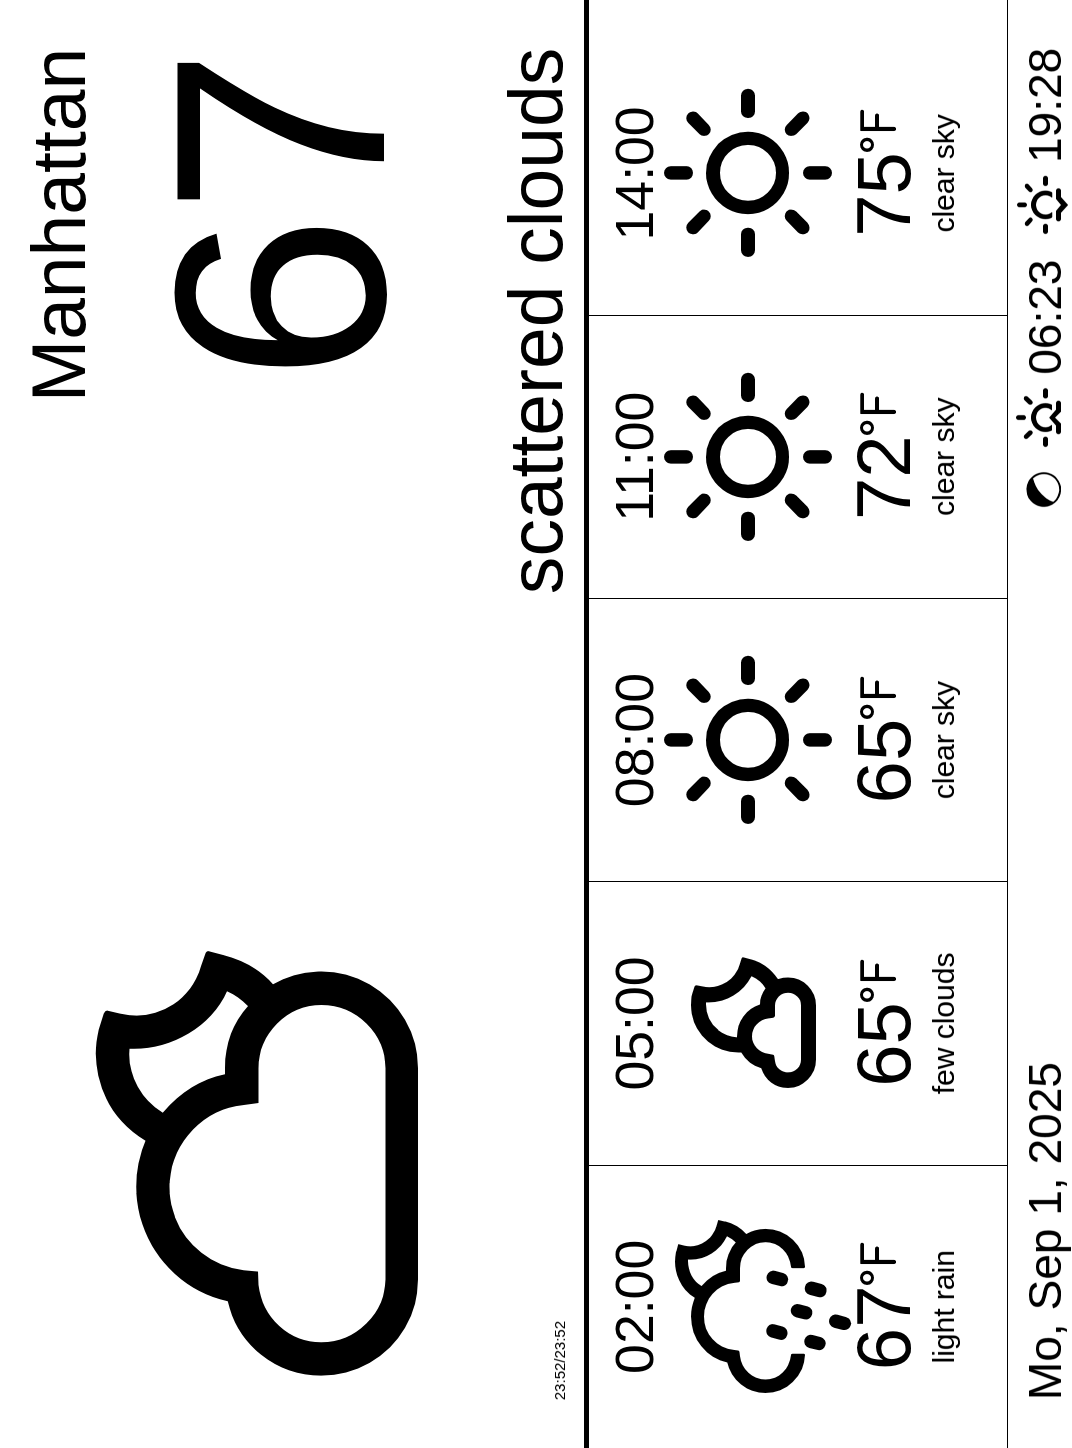 Manhattan
67
scattered clouds
23:52/23:52
02:00 05:00 08:00 11:00 14:00
67°F 65°F 65°F 72°F 75°F
light rain few clouds clear sky clear sky clear sky
Mo, Sep 1, 2025 06:23 19:28